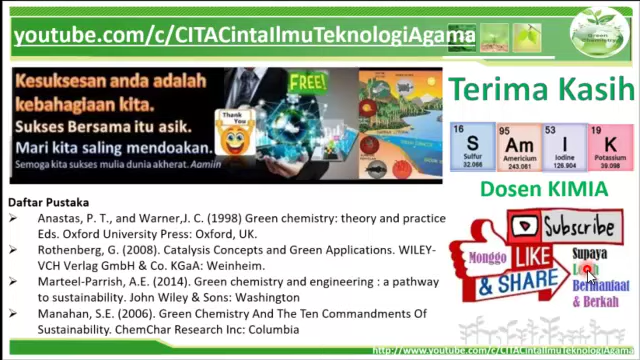 youtube.com/c/CITACintaIlmuTeknologiAgama
Green Chemistry
Kesuksesan anda adalah
kebahagiaan kita.
Sukses Bersama itu asik.
Mari kita saling mendoakan.
Semoga kita sukses mulia dunia akherat. Aamiin
FREE!
Thank
You
Terima Kasih
16
S
Sulfur
32.066
95
Am
Americium
243.061
53
I
Iodine
126.904
19
K
Potassium
39.098
Dosen KIMIA
Daftar Pustaka
Anastas, P. T., and Warner,J. C. (1998) Green chemistry: theory and practice
Eds. Oxford University Press: Oxford, UK.
Rothenberg, G. (2008). Catalysis Concepts and Green Applications. WILEY-
VCH Verlag GmbH & Co. KGaA: Weinheim.
Marteel-Parrish, A.E. (2014). Green chemistry and engineering : a pathway
to sustainability. John Wiley & Sons: Washington
Manahan, S.E. (2006). Green Chemistry And The Ten Commandments Of
Sustainability. ChemChar Research Inc: Columbia
Subscribe
Monggo
LIKE
& SHARE
Supaya
Bermanfaat
& Berkah
http://www.youtube.com/c/CITACintaIlmuTeknologiAgama